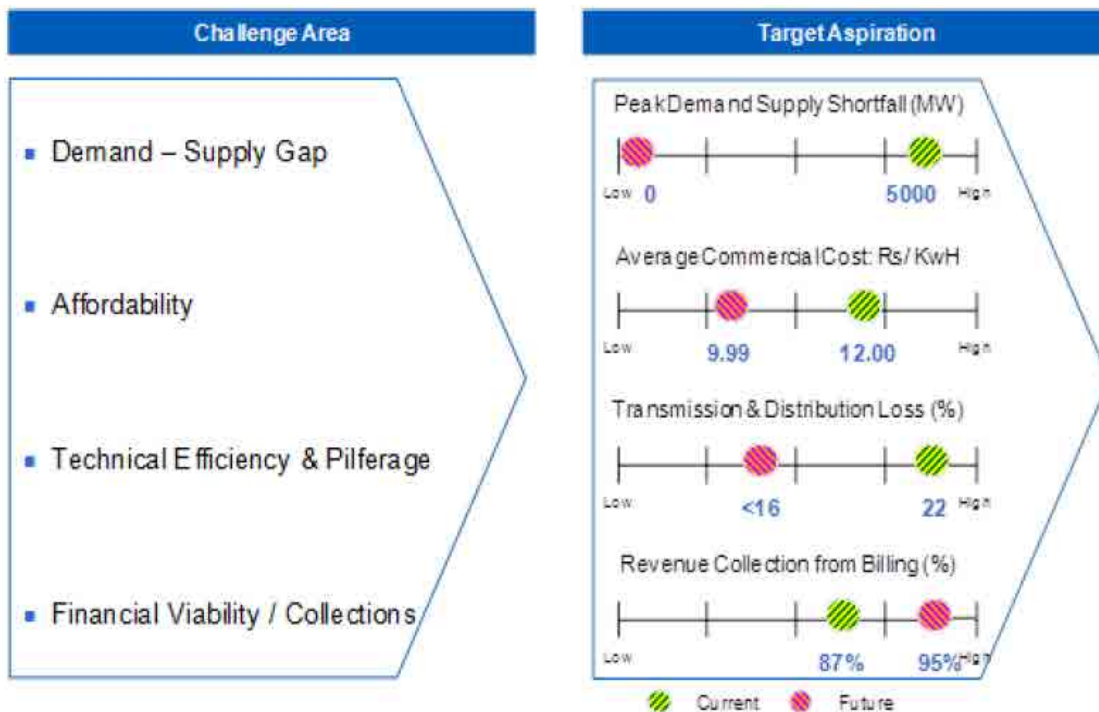 Challenge Area
Demand – Supply Gap
Affordability
Technical Efficiency & Pilferage
Financial Viability / Collections
Target Aspiration
Peak Demand Supply Shortfall (MW)
Low 0 5000 High
Average Commercial Cost: Rs/ KwH
Low 9.99 12.00 High
Transmission & Distribution Loss (%)
Low <16 22 High
Revenue Collection from Billing (%)
Low 87% 95% High
Current Future